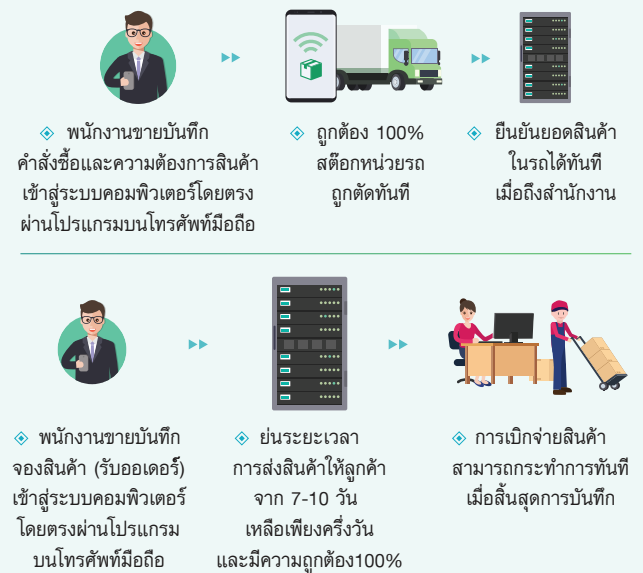 พนักงานขายบันทึก
คำสั่งซื้อและความต้องการสินค้า
เข้าสู่ระบบคอมพิวเตอร์โดยตรง
ผ่านโปรแกรมบนโทรศัพท์มือถือ
ถูกต้อง 100%
สต๊อกหน่วยรถ
ถูกตัดทันที
ยืนยันยอดสินค้า
ในรถได้ทันที
เมื่อถึงสำนักงาน
พนักงานขายบันทึก
จองสินค้า (รับออเดอร์)
เข้าสู่ระบบคอมพิวเตอร์
โดยตรงผ่านโปรแกรม
บนโทรศัพท์มือถือ
ย่นระยะเวลา
การส่งสินค้าให้ลูกค้า
จาก 7-10 วัน
เหลือเพียงครึ่งวัน
และมีความถูกต้อง100%
การเบิกจ่ายสินค้า
สามารถกระทำการทันที
เมื่อสิ้นสุดการบันทึก